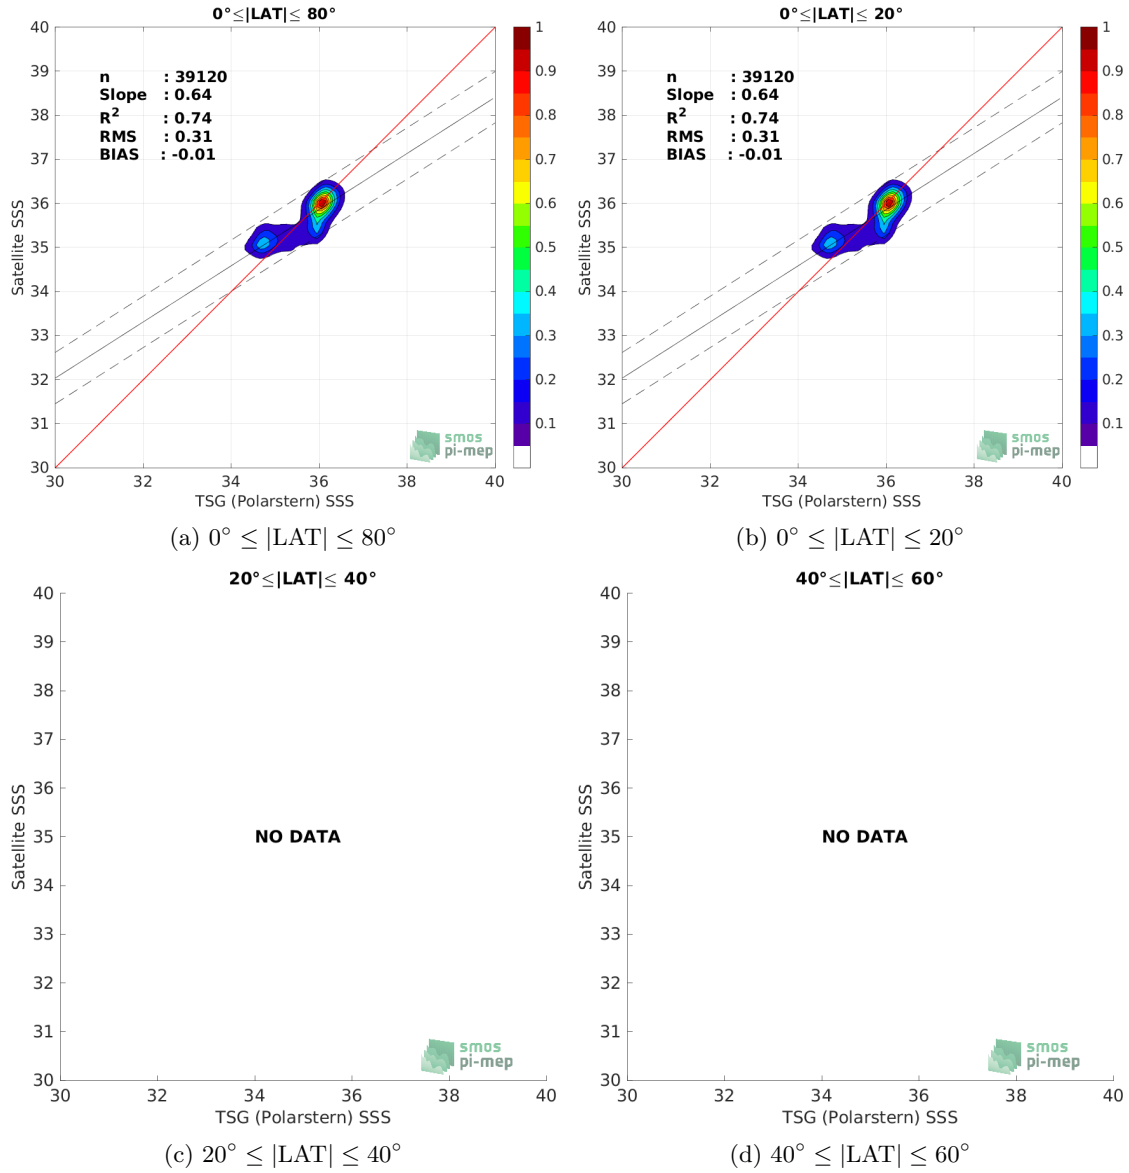 0°≤|LAT|≤ 80°
40
39
38
37
36
35
34
33
32
31
30
Satellite SSS
n : 39120
Slope : 0.64
R² : 0.74
RMS : 0.31
BIAS : -0.01
smos
pi-mep
30 32 34 36 38 40
TSG (Polarstern) SSS
1
0.9
0.8
0.7
0.6
0.5
0.4
0.3
0.2
0.1
(a) 0° ≤ |LAT| ≤ 80°
0°≤|LAT|≤ 20°
40
39
38
37
36
35
34
33
32
31
30
Satellite SSS
n : 39120
Slope : 0.64
R² : 0.74
RMS : 0.31
BIAS : -0.01
smos
pi-mep
30 32 34 36 38 40
TSG (Polarstern) SSS
1
0.9
0.8
0.7
0.6
0.5
0.4
0.3
0.2
0.1
(b) 0° ≤ |LAT| ≤ 20°
20°≤|LAT|≤ 40°
40
39
38
37
36
35
34
33
32
31
30
Satellite SSS
NO DATA
smos
pi-mep
30 32 34 36 38 40
TSG (Polarstern) SSS
(c) 20° ≤ |LAT| ≤ 40°
40°≤|LAT|≤ 60°
40
39
38
37
36
35
34
33
32
31
30
Satellite SSS
NO DATA
smos
pi-mep
30 32 34 36 38 40
TSG (Polarstern) SSS
(d) 40° ≤ |LAT| ≤ 60°